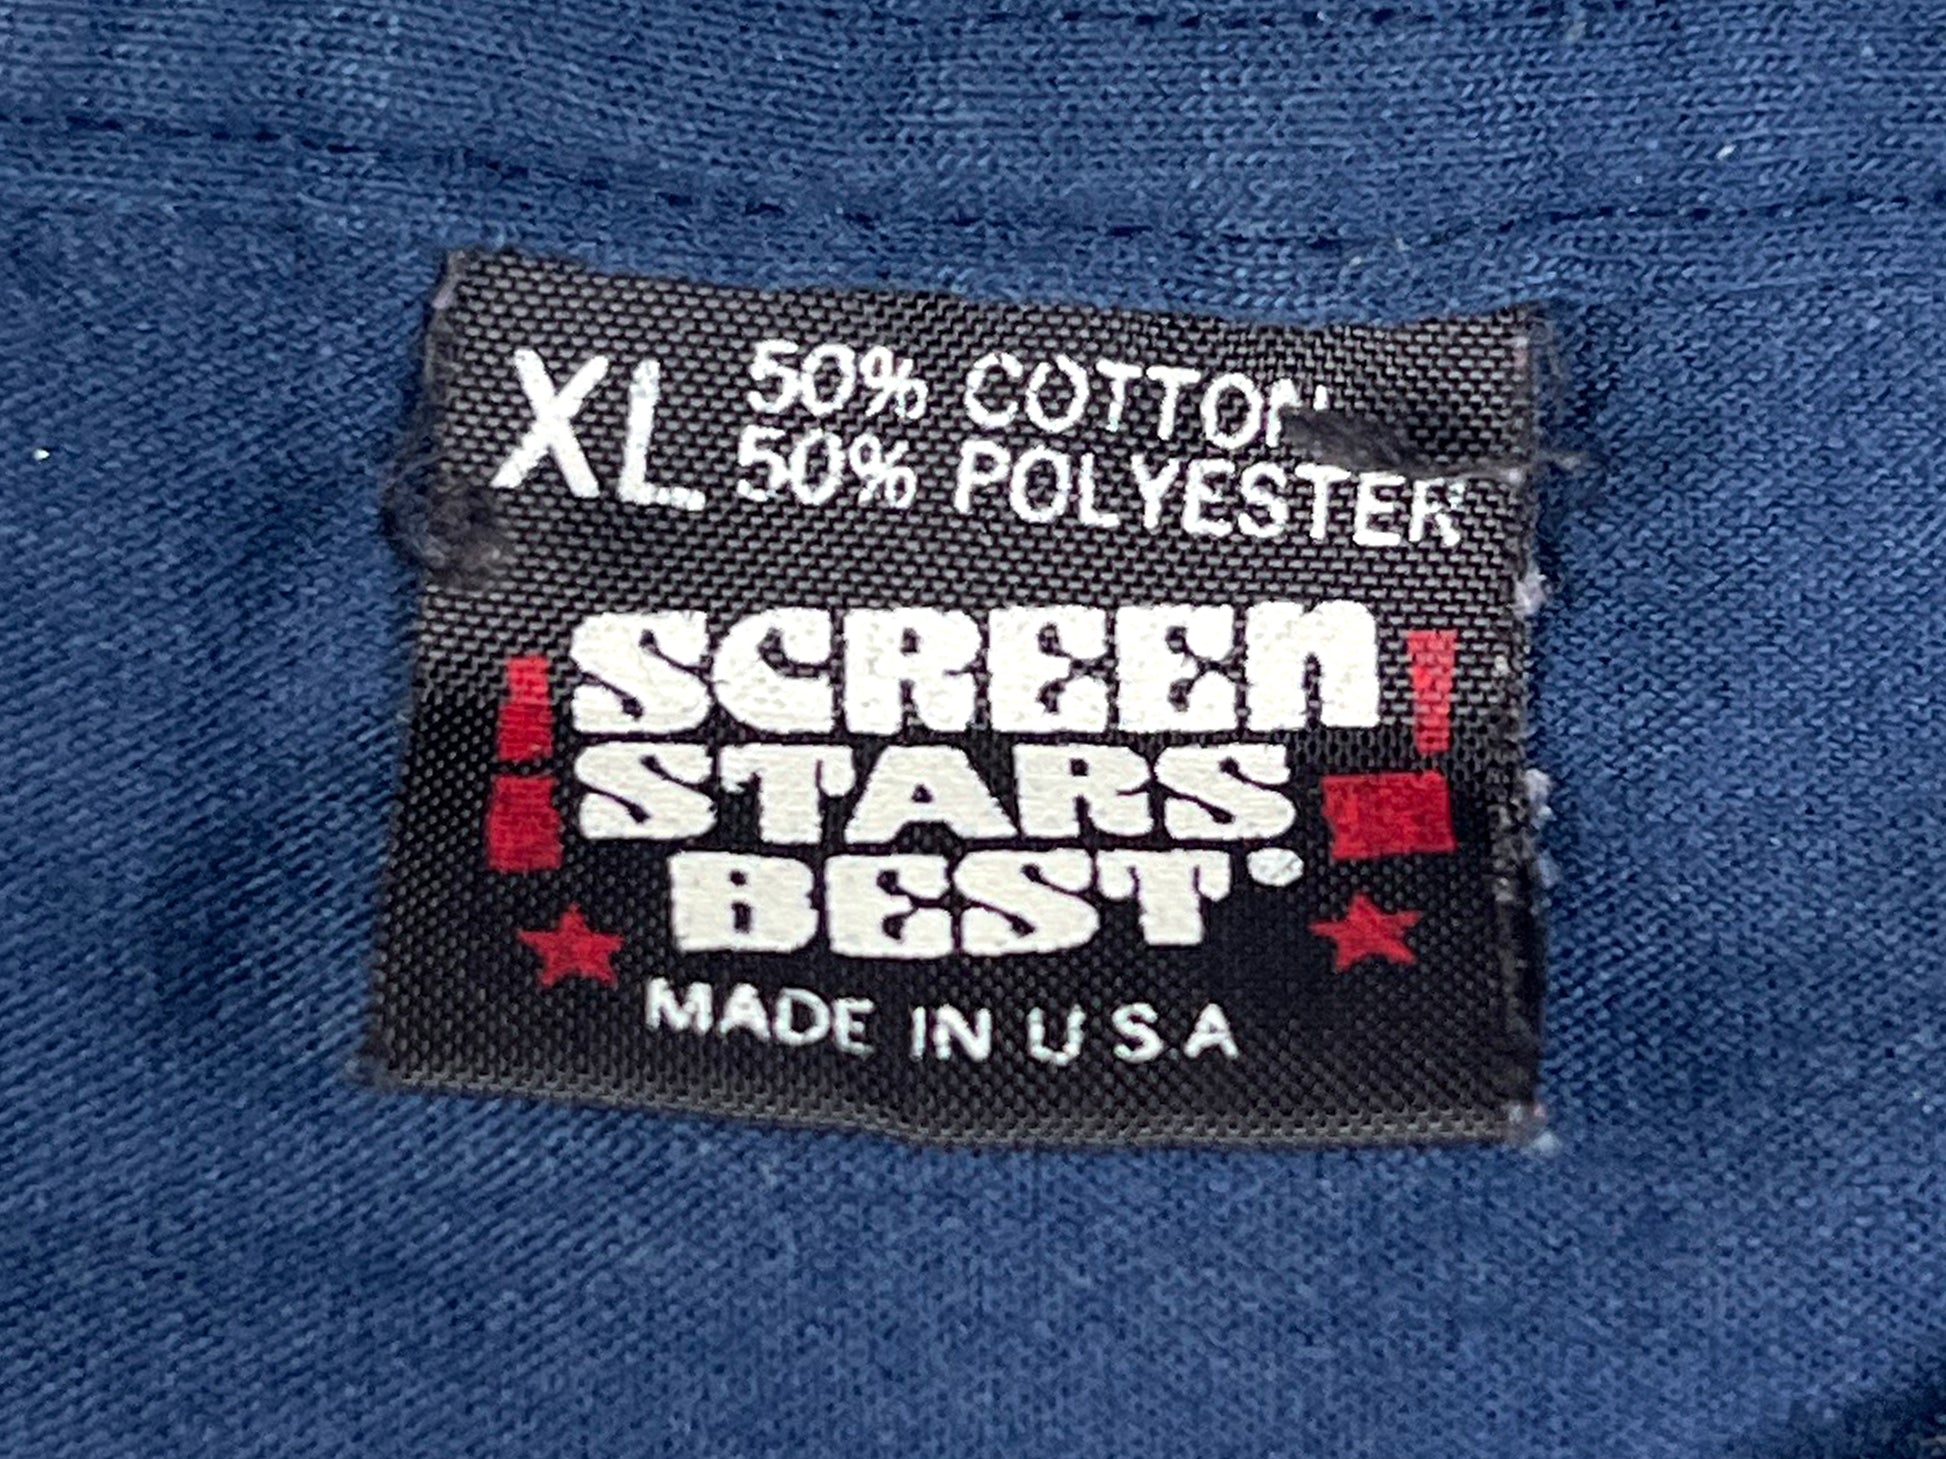 XL 50% COTTON
50% POLYESTER
SCREEN
STARS
BEST
MADE IN U.S.A